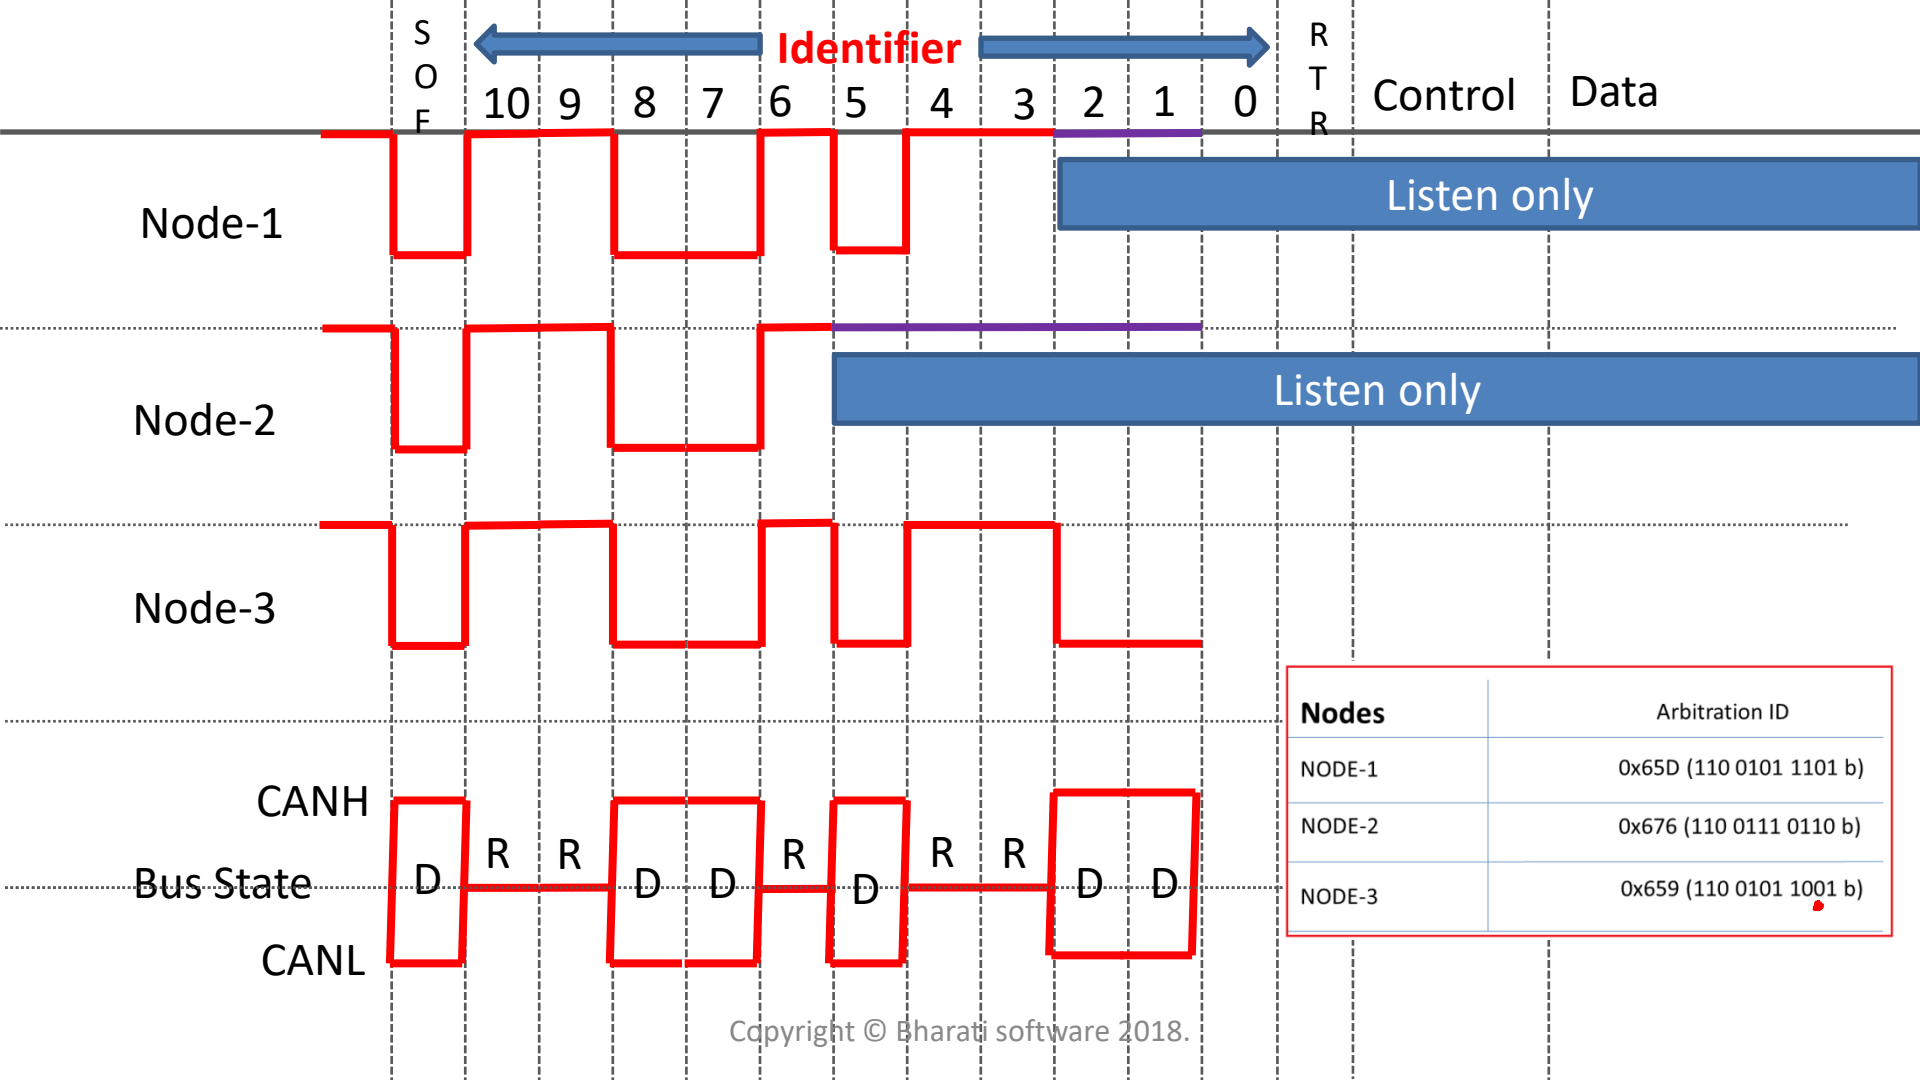 S
O
F
Identifier
R
T
R
10 9 8 7 6 5 4 3 2 1 0
Control
Data
Node-1
Listen only
Node-2
Listen only
Node-3
Nodes Arbitration ID
NODE-1 0x65D (110 0101 1101 b)
NODE-2 0x676 (110 0111 0110 b)
NODE-3 0x659 (110 0101 1001 b)
CANH
Bus State
D R R D D R D R R D D
CANL
Copyright © Bharati software 2018.